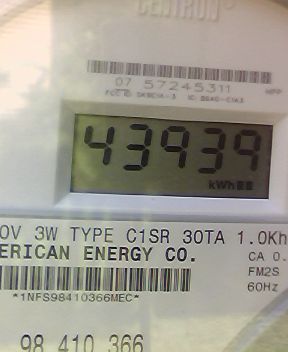 CENTRON®
07 57245311
43939
kWh
0V 3W TYPE C1SR 30TA 1.0Kh
ERICAN ENERGY CO.
CA 0.
FM2S
*1NFS98410366MEC*
60Hz
98 410 366